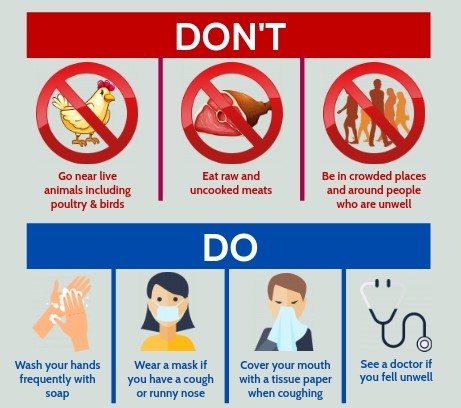 DON'T
Go near live
animals including
poultry & birds
Eat raw and
uncooked meats
Be in crowded places
and around people
who are unwell
DO
Wash your hands
frequently with
soap
Wear a mask if
you have a cough
or runny nose
Cover your mouth
with a tissue paper
when coughing
See a doctor if
you fell unwell